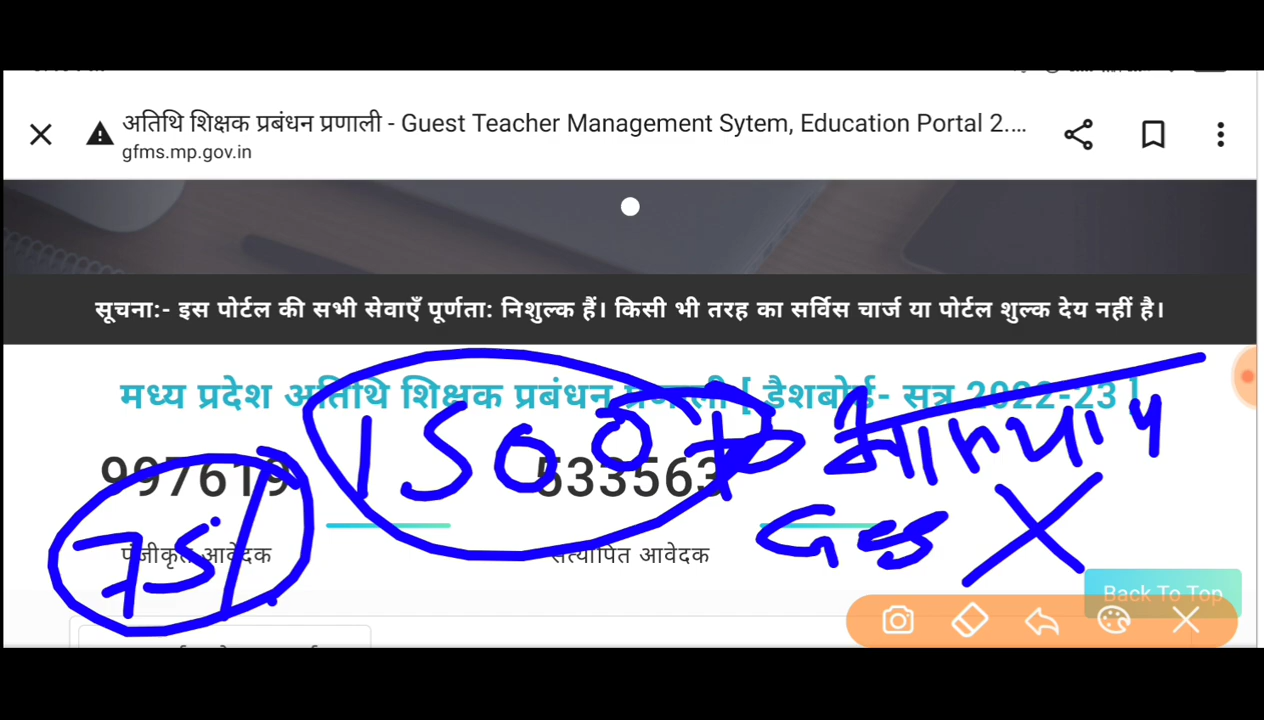 अतिथि शिक्षक प्रबंधन प्रणाली - Guest Teacher Management Sytem, Education Portal 2....
gfms.mp.gov.in
सूचना:- इस पोर्टल की सभी सेवाएँ पूर्णता: निशुल्क हैं। किसी भी तरह का सर्विस चार्ज या पोर्टल शुल्क देय नहीं है।
मध्य प्रदेश अतिथि शिक्षक प्रबंधन प्रणाली [ डैशबोर्ड- सत्र 2022-23 ]
1500
997619 533563
75%
पंजीकृत आवेदक सत्यापित आवेदक
Back To Top